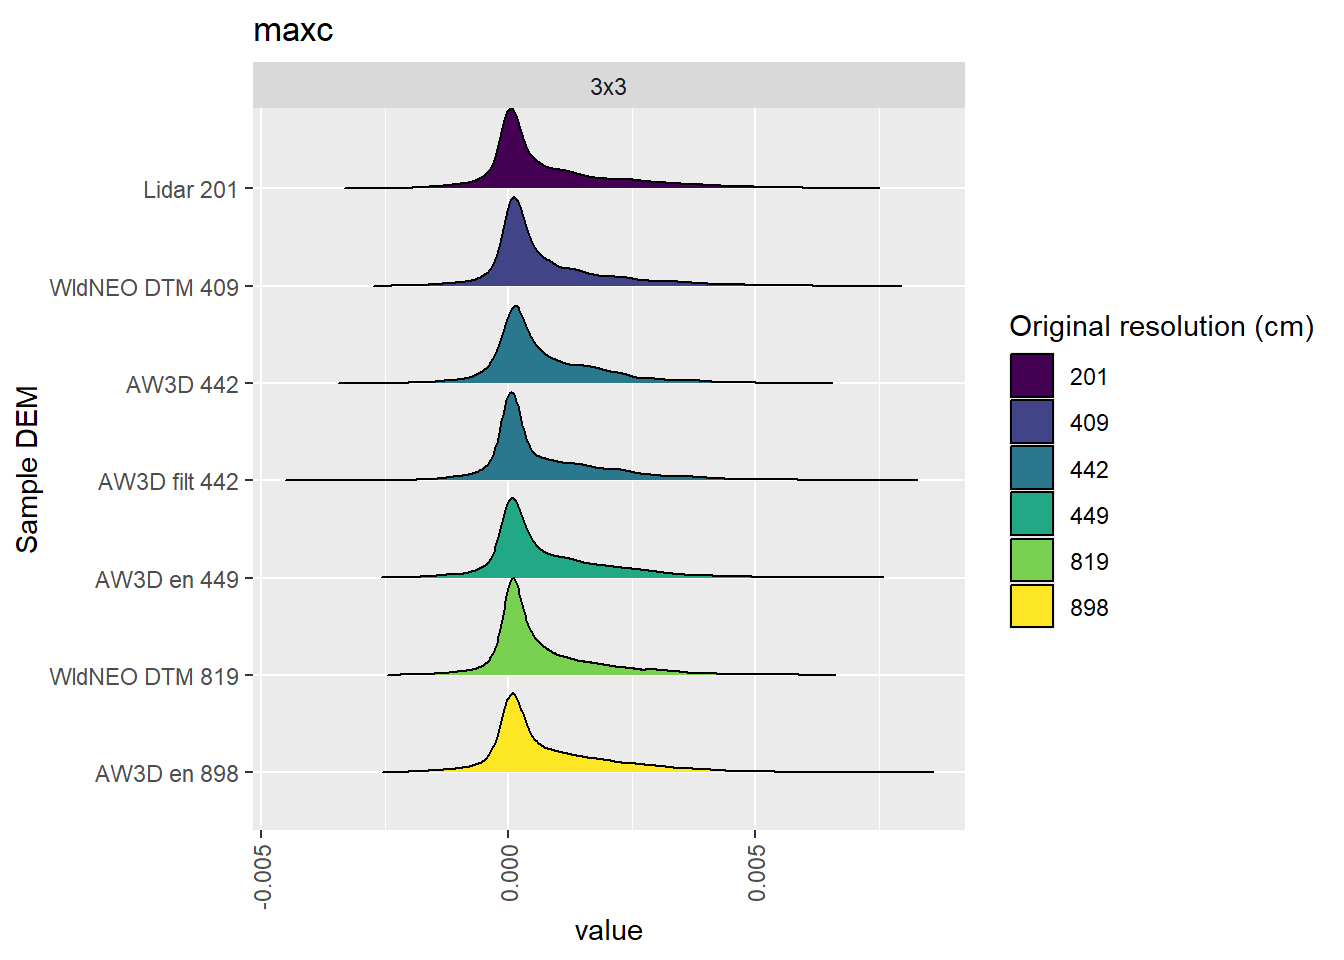 maxc
3x3
Sample DEM
Lidar 201
WldNEO DTM 409
AW3D 442
AW3D filt 442
AW3D en 449
WldNEO DTM 819
AW3D en 898
-0.005
0.000
0.005
value
Original resolution (cm)
201
409
442
449
819
898